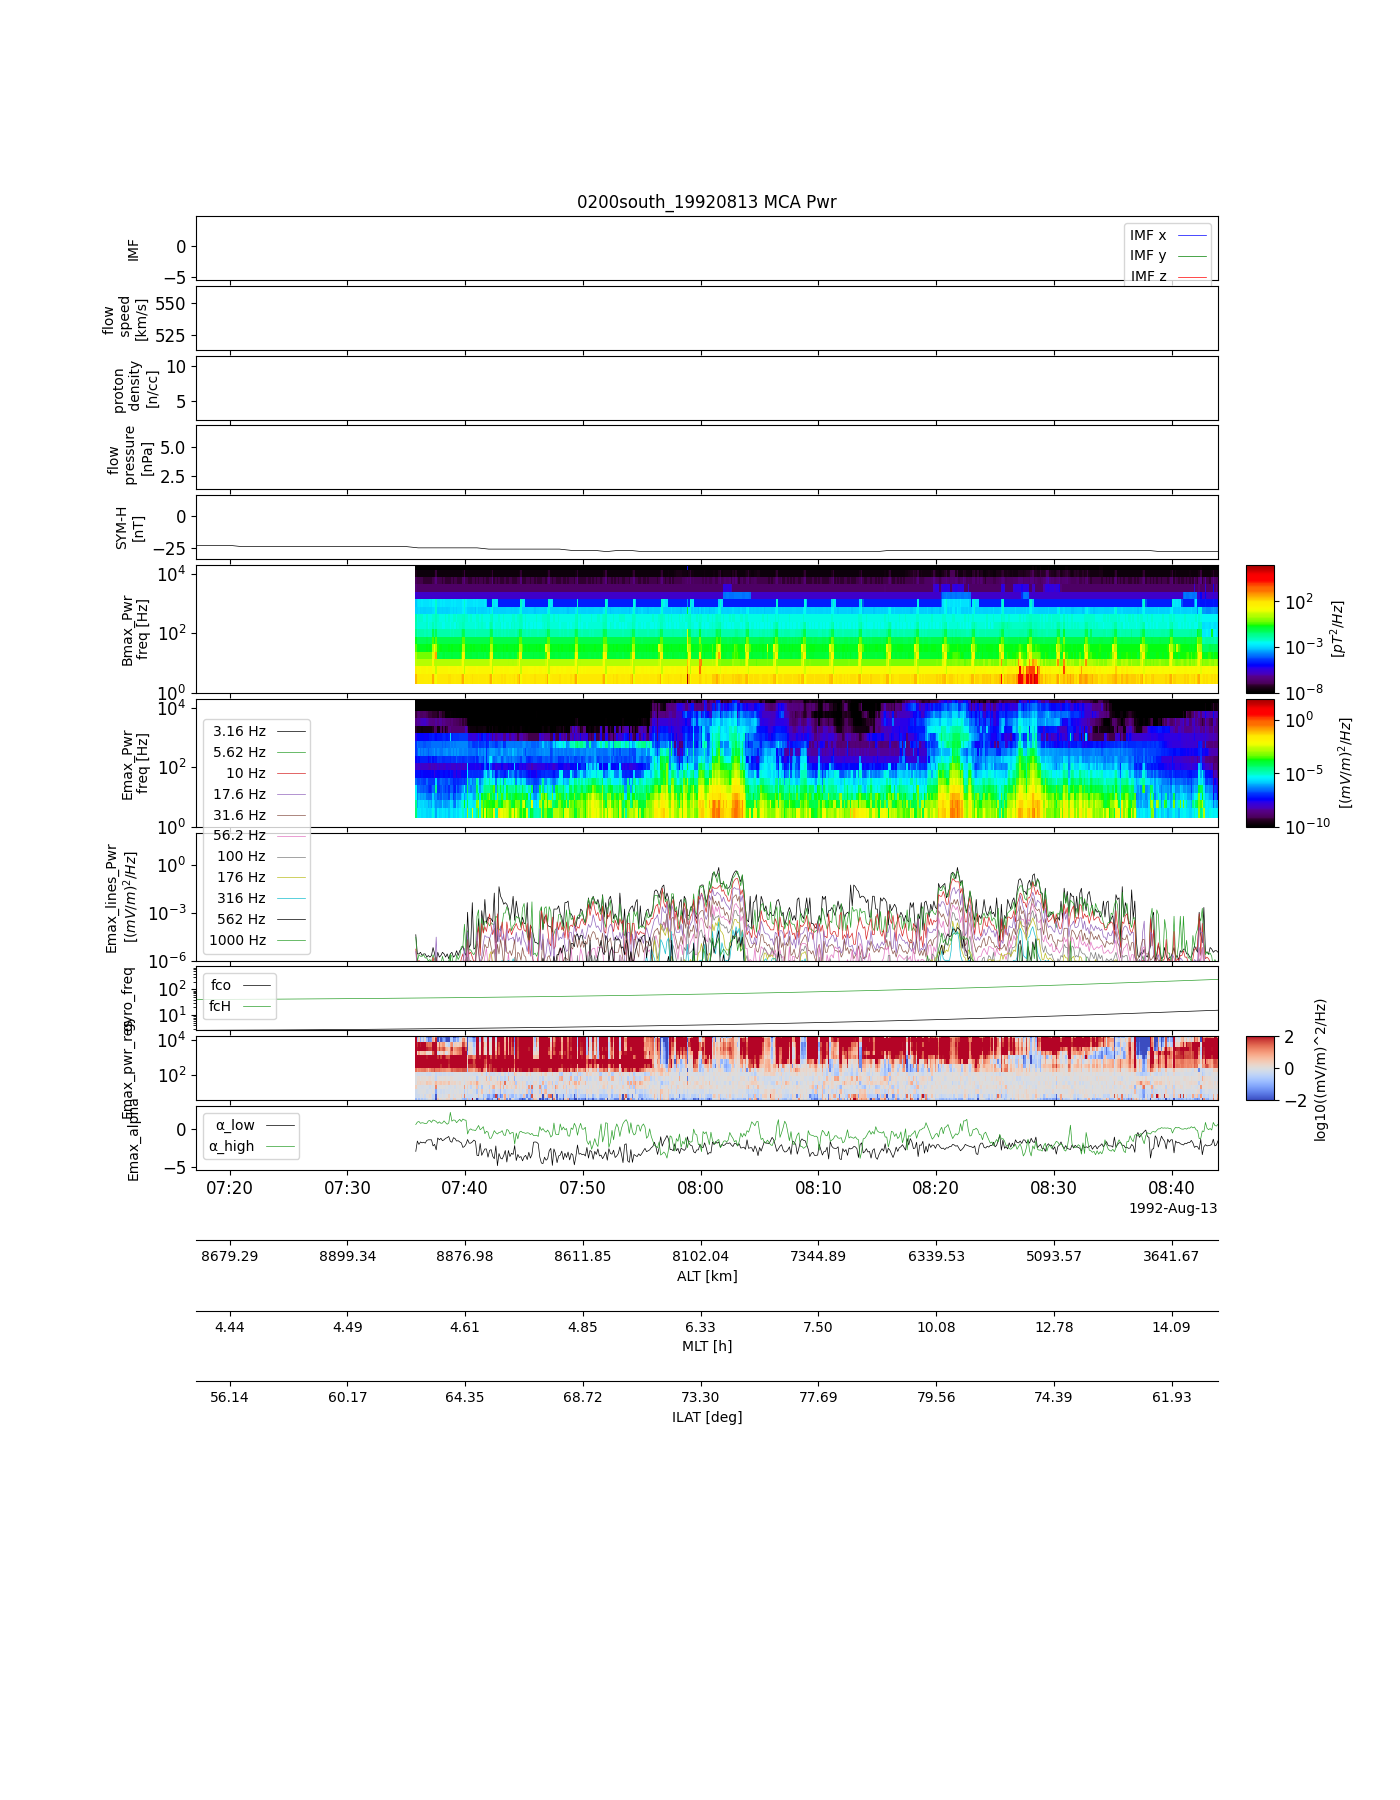 0200south_19920813 MCA Pwr
IMF
0
−5
IMF x
IMF y
IMF z
flow
speed
[km/s]
550
525
proton
density
[n/cc]
10
5
flow
pressure
[nPa]
5.0
2.5
SYM-H
[nT]
0
−25
Bmax_Pwr
freq [Hz]
10^4
10^2
10^0
10^2
10^−3
10^−8
[pT^2/Hz]
Emax_Pwr
freq [Hz]
10^4
10^2
10^0
10^0
10^−5
10^−10
[(mV/m)^2/Hz]
3.16 Hz
5.62 Hz
10 Hz
17.6 Hz
31.6 Hz
56.2 Hz
100 Hz
176 Hz
316 Hz
562 Hz
1000 Hz
Emax_lines_Pwr
[(mV/m)^2/Hz]
10^0
10^−3
10^−6
gyro_freq
10^2
10^1
fco
fcH
Emax_pwr_reg
10^4
10^2
2
0
−2
log10((mV/m)^2/Hz)
Emax_alpha
0
−5
α_low
α_high
07:20 07:30 07:40 07:50 08:00 08:10 08:20 08:30 08:40
1992-Aug-13
8679.29 8899.34 8876.98 8611.85 8102.04 7344.89 6339.53 5093.57 3641.67
ALT [km]
4.44 4.49 4.61 4.85 6.33 7.50 10.08 12.78 14.09
MLT [h]
56.14 60.17 64.35 68.72 73.30 77.69 79.56 74.39 61.93
ILAT [deg]